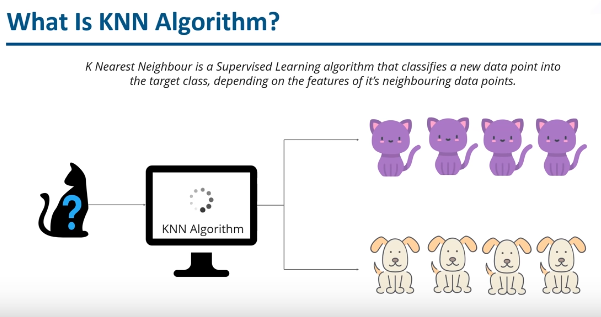 What Is KNN Algorithm?
K Nearest Neighbour is a Supervised Learning algorithm that classifies a new data point into
the target class, depending on the features of it's neighbouring data points.
?
KNN Algorithm